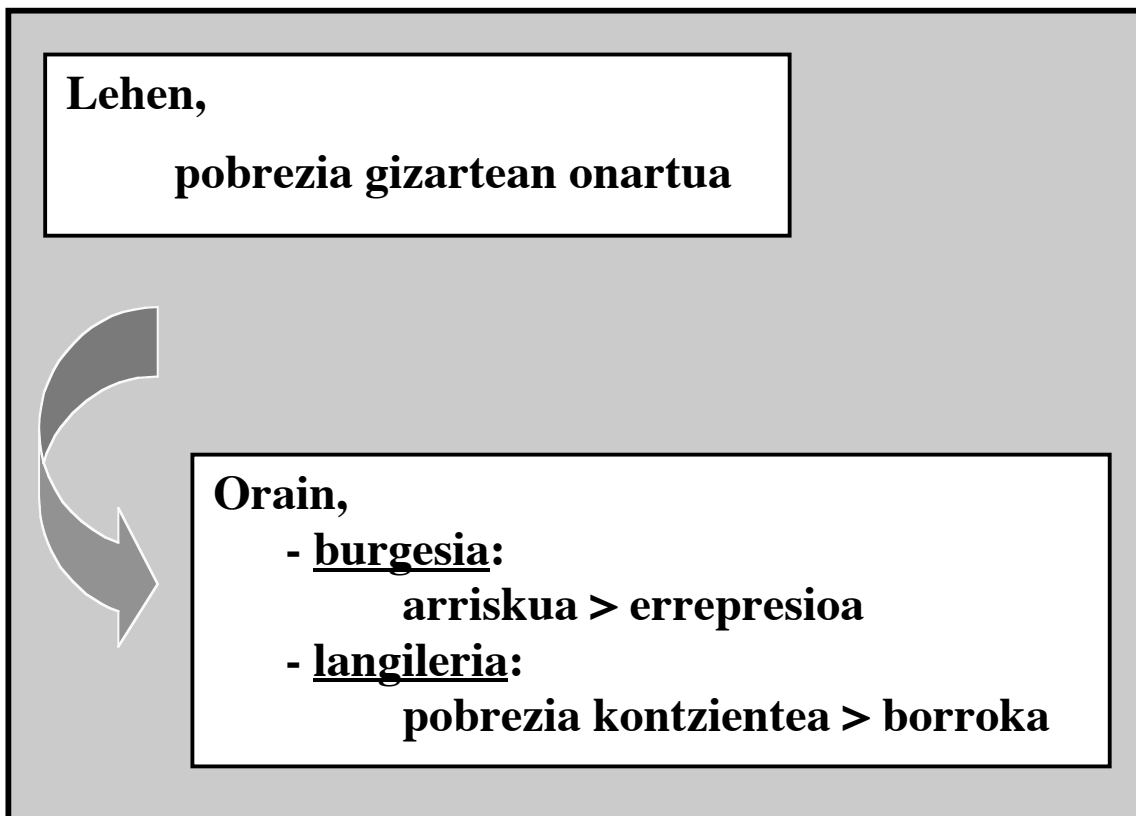 Lehen,
pobrezia gizartean onartua
Orain,
- burgesia:
arriskua > errepresioa
- langileria:
pobrezia kontzientea > borroka